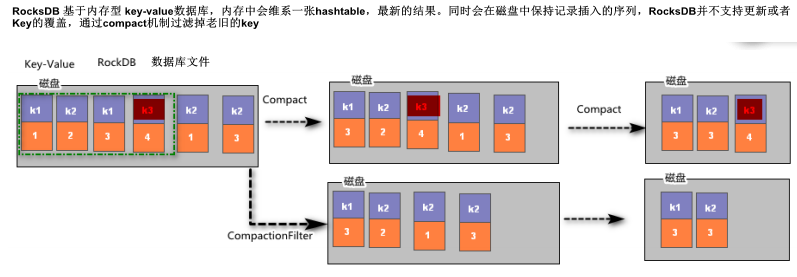 RocksDB 基于内存型 key-value数据库，内存中会维系一张hashtable，最新的结果。同时会在磁盘中保持记录插入的序列，RocksDB并不支持更新或者
Key的覆盖，通过compact机制过滤掉老旧的key
Key-Value RockDB 数据库文件
磁盘
k1 k2 k1 k3 k2 k2
1 2 3 4 1 3
Compact
磁盘
k1 k2 k3 k2 k2
3 2 4 1 3
Compact
磁盘
k1 k2 k3
3 3 4
CompactionFilter
磁盘
k1 k2 k2 k2
3 2 1 3
磁盘
k1 k2
3 3